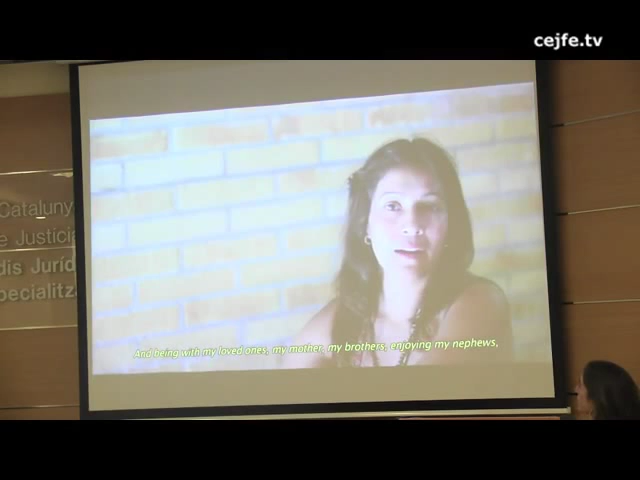 cejfe.tv
Cataluny
e Justícia
dis Juríd
pecialitz
And being with my loved ones, my mother, my brothers, enjoying my nephews,